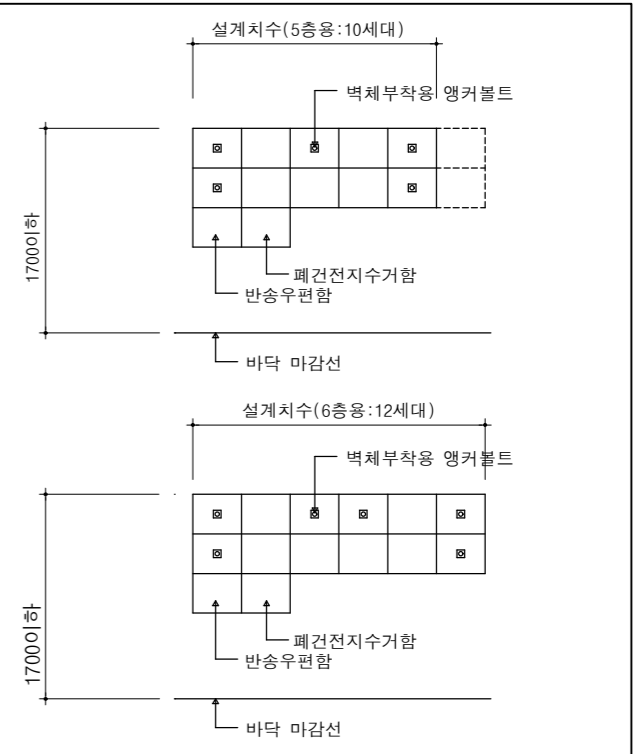 설계치수(5층용:10세대)
벽체부착용 앵커볼트
1700이하
폐건전지수거함
반송우편함
바닥 마감선
설계치수(6층용:12세대)
벽체부착용 앵커볼트
1700이하
폐건전지수거함
반송우편함
바닥 마감선